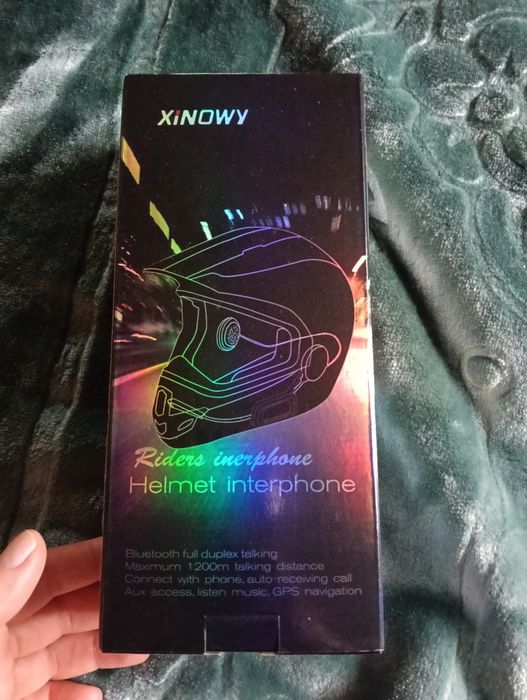 XiNOWY
Riders inerphone
Helmet interphone
Bluetooth full duplex talking
Maximum 1200m talking distance
Connect with phone, auto-receiving call
Aux access, listen music, GPS navigation